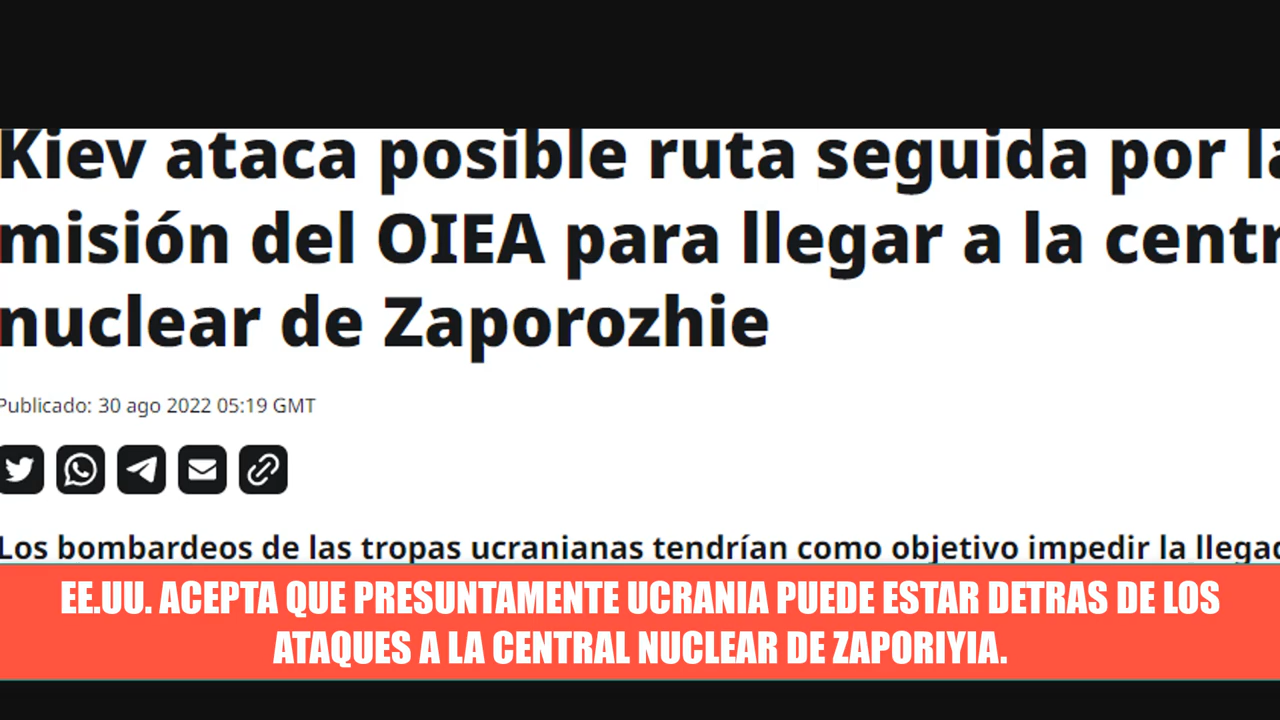 Kiev ataca posible ruta seguida por la
misión del OIEA para llegar a la centr
nuclear de Zaporozhie
Publicado: 30 ago 2022 05:19 GMT
Los bombardeos de las tropas ucranianas tendrían como objetivo impedir la llegad
EE.UU. ACEPTA QUE PRESUNTAMENTE UCRANIA PUEDE ESTAR DETRAS DE LOS
ATAQUES A LA CENTRAL NUCLEAR DE ZAPORIYIA.